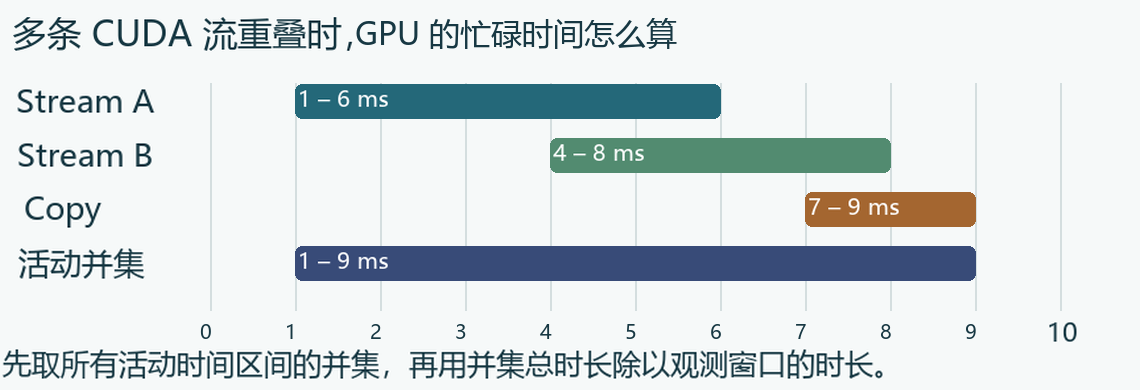 多条 CUDA 流重叠时,GPU 的忙碌时间怎么算
Stream A
1 – 6 ms
Stream B
4 – 8 ms
Copy
7 – 9 ms
活动并集
1 – 9 ms
0 1 2 3 4 5 6 7 8 9 10
先取所有活动时间区间的并集，再用并集总时长除以观测窗口的时长。